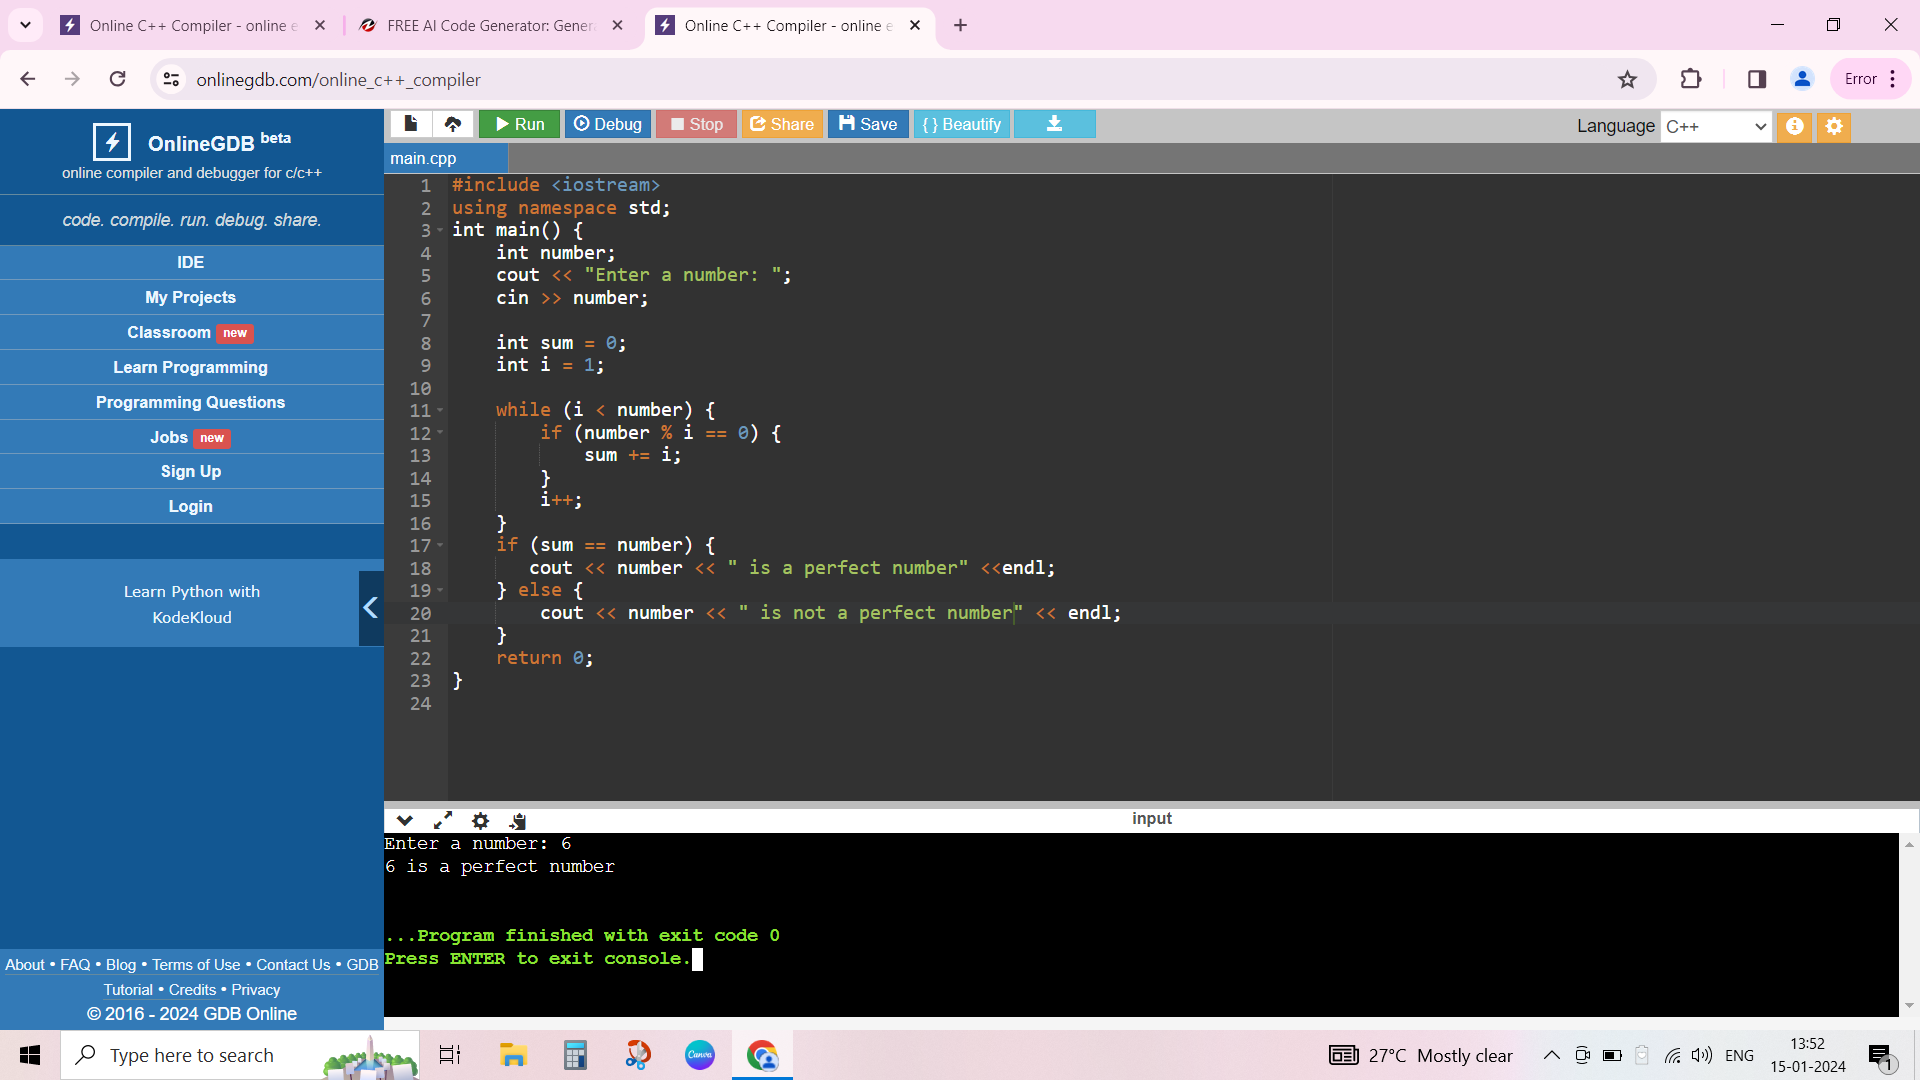 Online C++ Compiler - online e
FREE AI Code Generator: Gener
Online C++ Compiler - online e
onlinegdb.com/online_c++_compiler
Error
OnlineGDB beta
online compiler and debugger for c/c++
code. compile. run. debug. share.
IDE
My Projects
Classroom new
Learn Programming
Programming Questions
Jobs new
Sign Up
Login
Learn Python with
KodeKloud
About • FAQ • Blog • Terms of Use • Contact Us • GDB
Tutorial • Credits • Privacy
© 2016 - 2024 GDB Online
Run Debug Stop Share Save { } Beautify
Language C++
main.cpp
1 #include <iostream>
2 using namespace std;
3 int main() {
4     int number;
5     cout << "Enter a number: ";
6     cin >> number;
7
8     int sum = 0;
9     int i = 1;
10
11     while (i < number) {
12         if (number % i == 0) {
13             sum += i;
14         }
15         i++;
16     }
17     if (sum == number) {
18        cout << number << " is a perfect number" <<endl;
19     } else {
20         cout << number << " is not a perfect number" << endl;
21     }
22     return 0;
23 }
24
input
Enter a number: 6
6 is a perfect number
...Program finished with exit code 0
Press ENTER to exit console.
Type here to search
Canva
27°C Mostly clear
ENG
13:52
15-01-2024
1